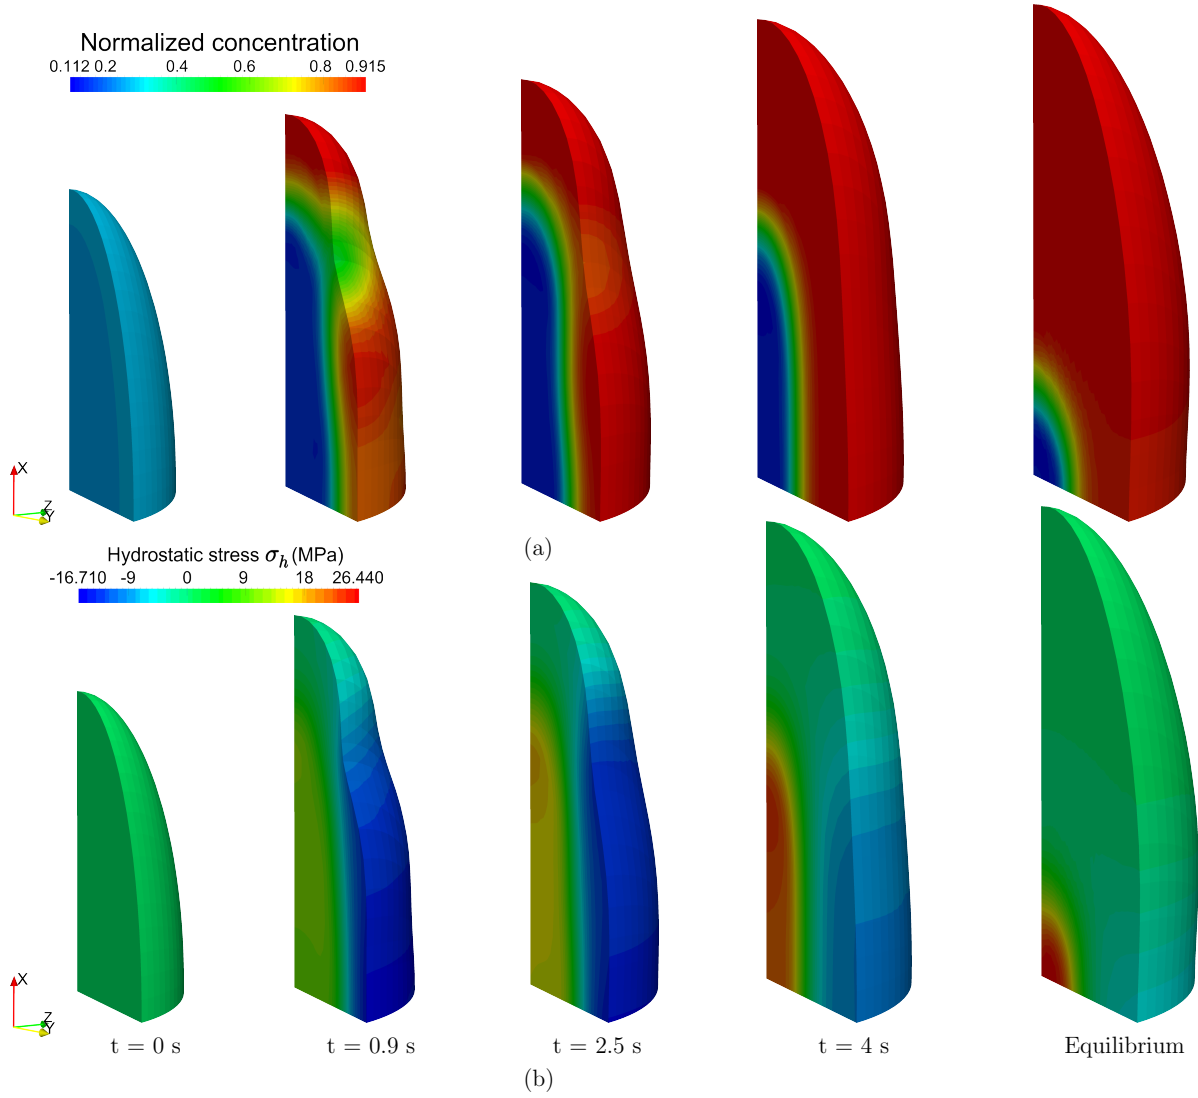 Normalized concentration
0.112 0.2 0.4 0.6 0.8 0.915
X
Z
Y
(a)
Hydrostatic stress σh (MPa)
-16.710 -9 0 9 18 26.440
X
Z
Y
t = 0 s t = 0.9 s t = 2.5 s t = 4 s Equilibrium
(b)